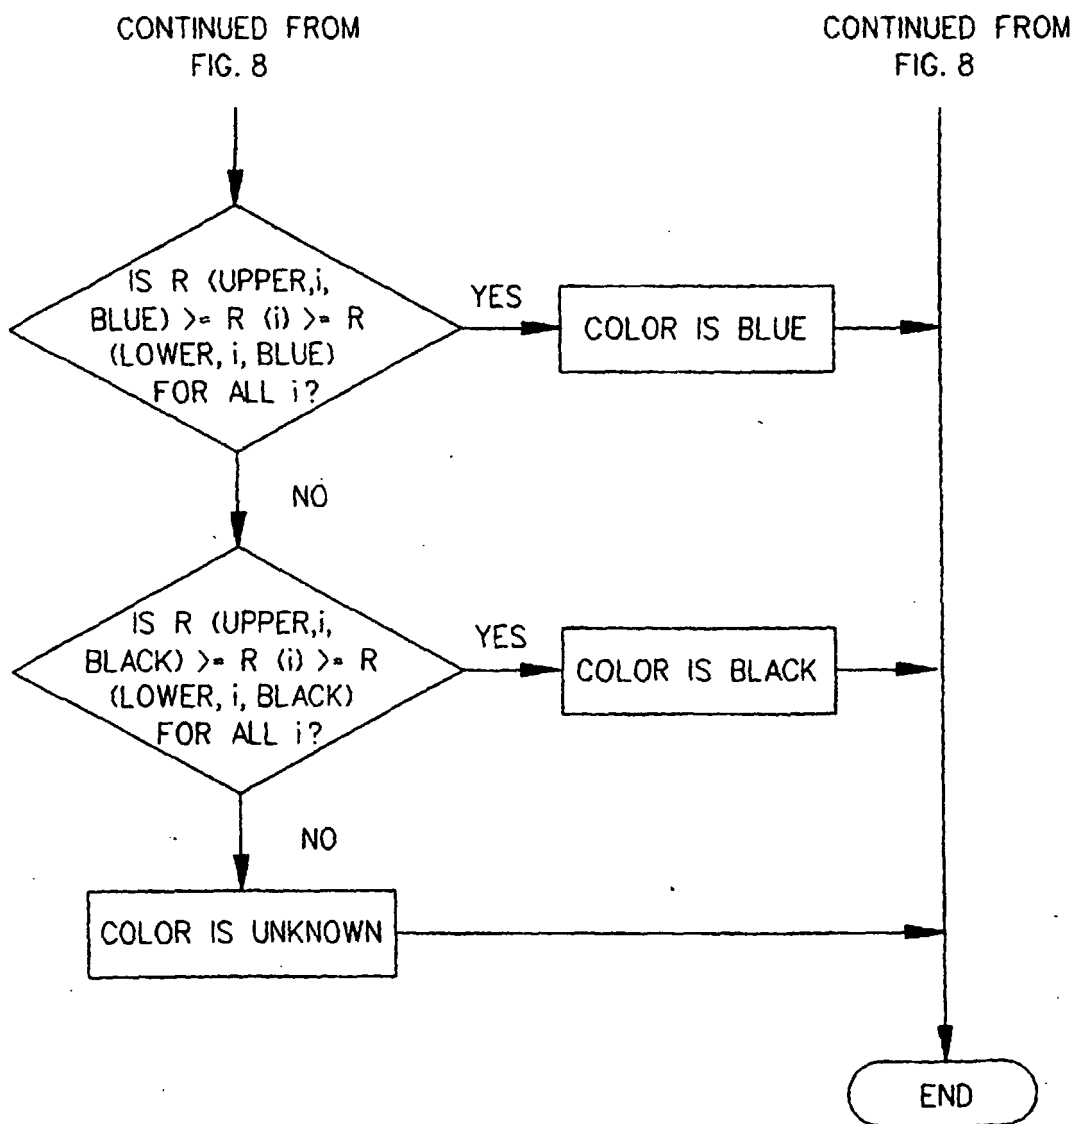 CONTINUED FROM
FIG. 8
CONTINUED FROM
FIG. 8
IS R (UPPER,i,
BLUE) >= R (i) >= R
(LOWER, i, BLUE)
FOR ALL i?
YES
COLOR IS BLUE
NO
IS R (UPPER,i,
BLACK) >= R (i) >= R
(LOWER, i, BLACK)
FOR ALL i?
YES
COLOR IS BLACK
NO
COLOR IS UNKNOWN
END